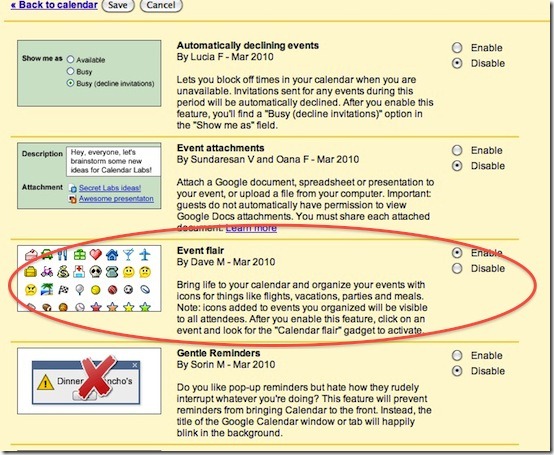 « Back to calendar Save Cancel
Show me as
Available
Busy
Busy (decline invitations)
Automatically declining events
By Lucia F - Mar 2010
Lets you block off times in your calendar when you are
unavailable. Invitations sent for any events during this
period will be automatically declined. After you enable this
feature, you'll find a "Busy (decline invitations)" option in
the "Show me as" field.
Enable
Disable
Description
Hey, everyone, let's
brainstorm some new
ideas for Calendar Labs!
Attachment
Secret Labs ideas!
Awesome presentaton
Event attachments
By Sundaresan V and Oana F - Mar 2010
Attach a Google document, spreadsheet or presentation to
your event, or upload a file from your computer. Important:
guests do not automatically have permission to view
Google Docs attachments. You must share each attached
document. Learn more
Enable
Disable
Event flair
By Dave M - Mar 2010
Bring life to your calendar and organize your events with
icons for things like flights, vacations, parties and meals.
Note: icons added to events you organized will be visible
to all attendees. After you enable this feature, click on an
event and look for the "Calendar flair" gadget to activate.
Enable
Disable
Dinner
ncho's
Gentle Reminders
By Sorin M - Mar 2010
Do you like pop-up reminders but hate how they rudely
interrupt whatever you're doing? This feature will prevent
reminders from bringing Calendar to the front. Instead, the
title of the Google Calendar window or tab will happily
blink in the background.
Enable
Disable